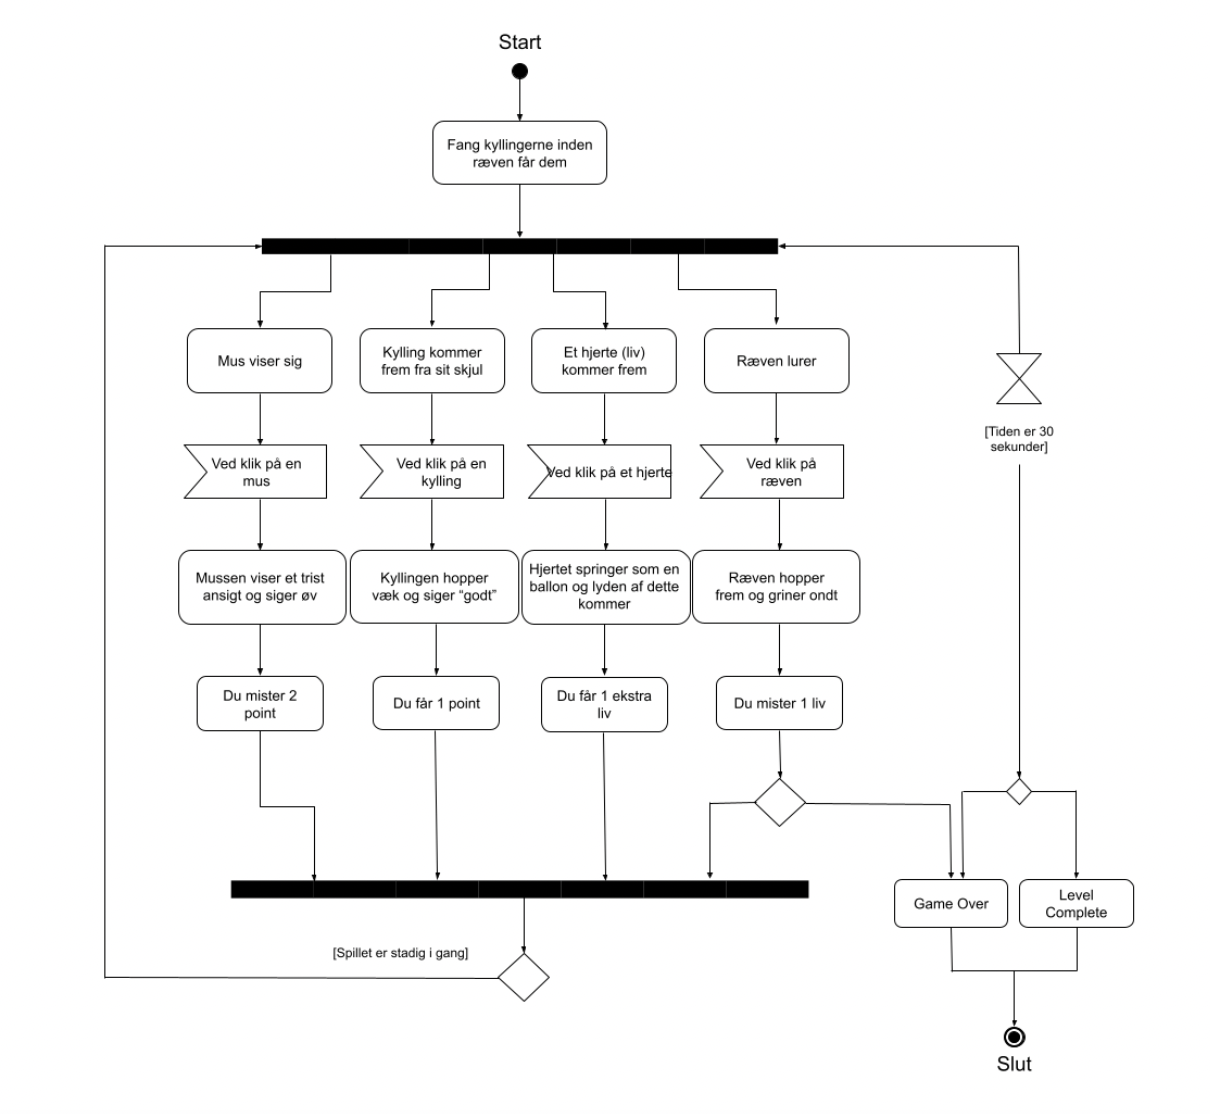 Start
Fang kyllingerne inden
ræven får dem
Mus viser sig
Kylling kommer
frem fra sit skjul
Et hjerte (liv)
kommer frem
Ræven lurer
[Tiden er 30
sekunder]
Ved klik på en
mus
Ved klik på en
kylling
Ved klik på et hjerte
Ved klik på
ræven
Mussen viser et trist
ansigt og siger øv
Kyllingen hopper
væk og siger “godt”
Hjertet springer som en
ballon og lyden af dette
kommer
Ræven hopper
frem og griner ondt
Du mister 2
point
Du får 1 point
Du får 1 ekstra
liv
Du mister 1 liv
Game Over
Level
Complete
[Spillet er stadig i gang]
Slut